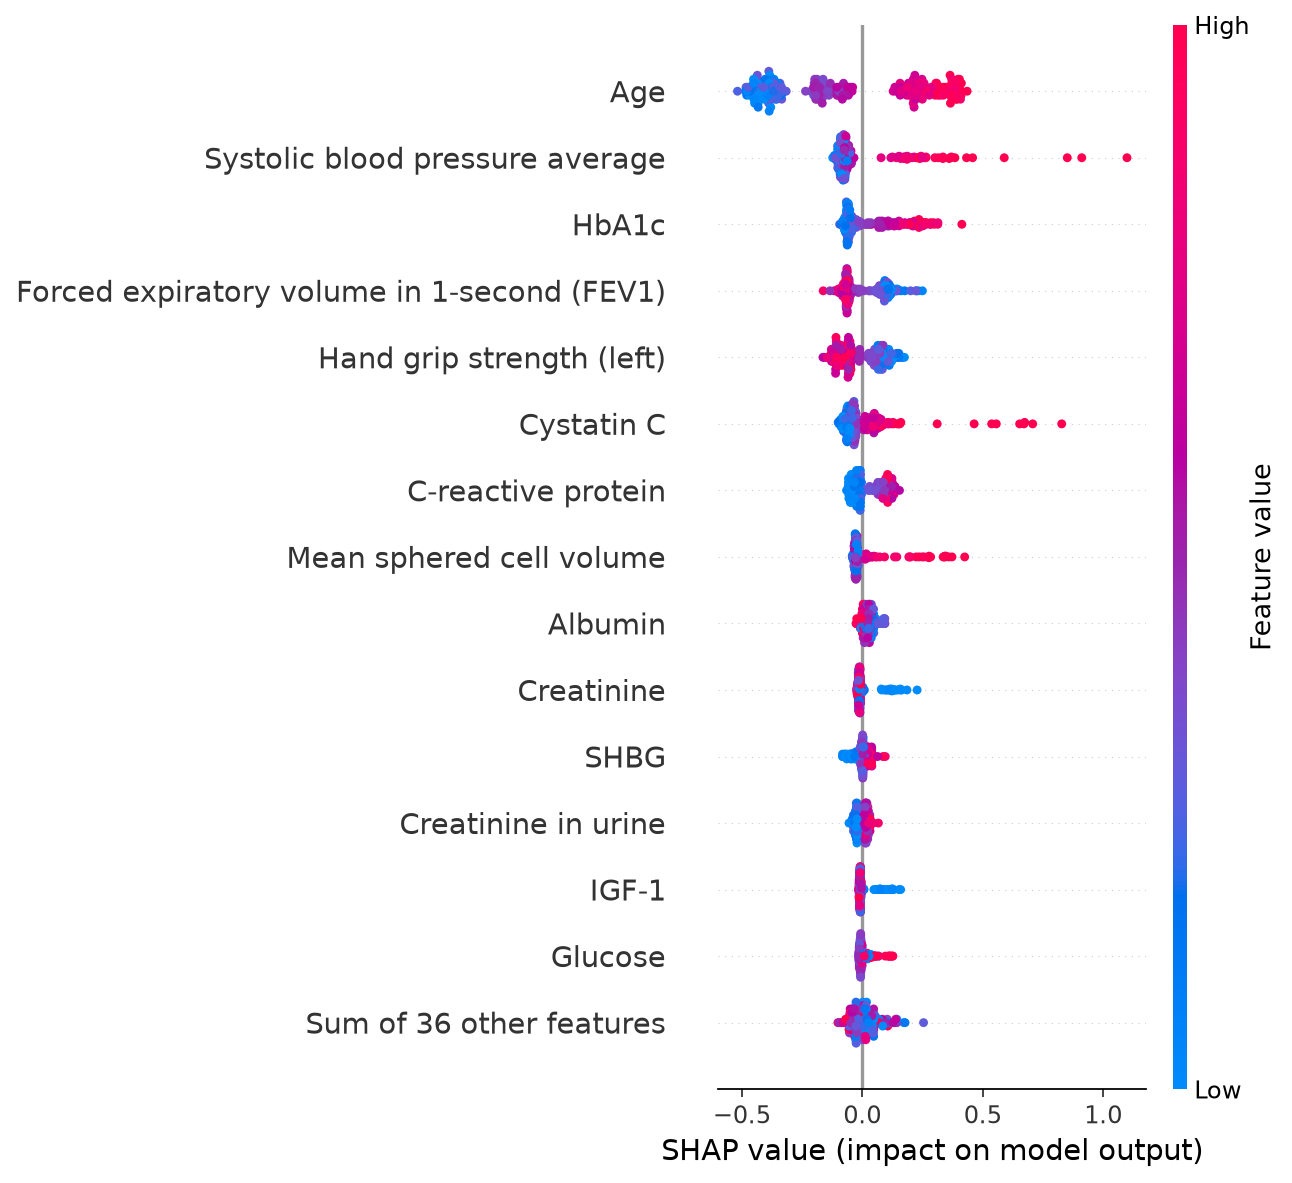 High
Age
Systolic blood pressure average
HbA1c
Forced expiratory volume in 1-second (FEV1)
Hand grip strength (left)
Cystatin C
C-reactive protein
Mean sphered cell volume
Albumin
Creatinine
SHBG
Creatinine in urine
IGF-1
Glucose
Sum of 36 other features
Feature value
Low
−0.5 0.0 0.5 1.0
SHAP value (impact on model output)